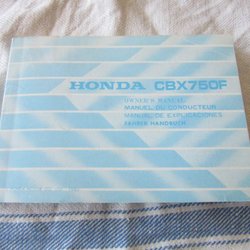 HONDA CBX750F
OWNER'S MANUAL
MANUEL DU CONDUCTEUR
MANUAL DE EXPLICACIONES
FAHRER HANDBUCH